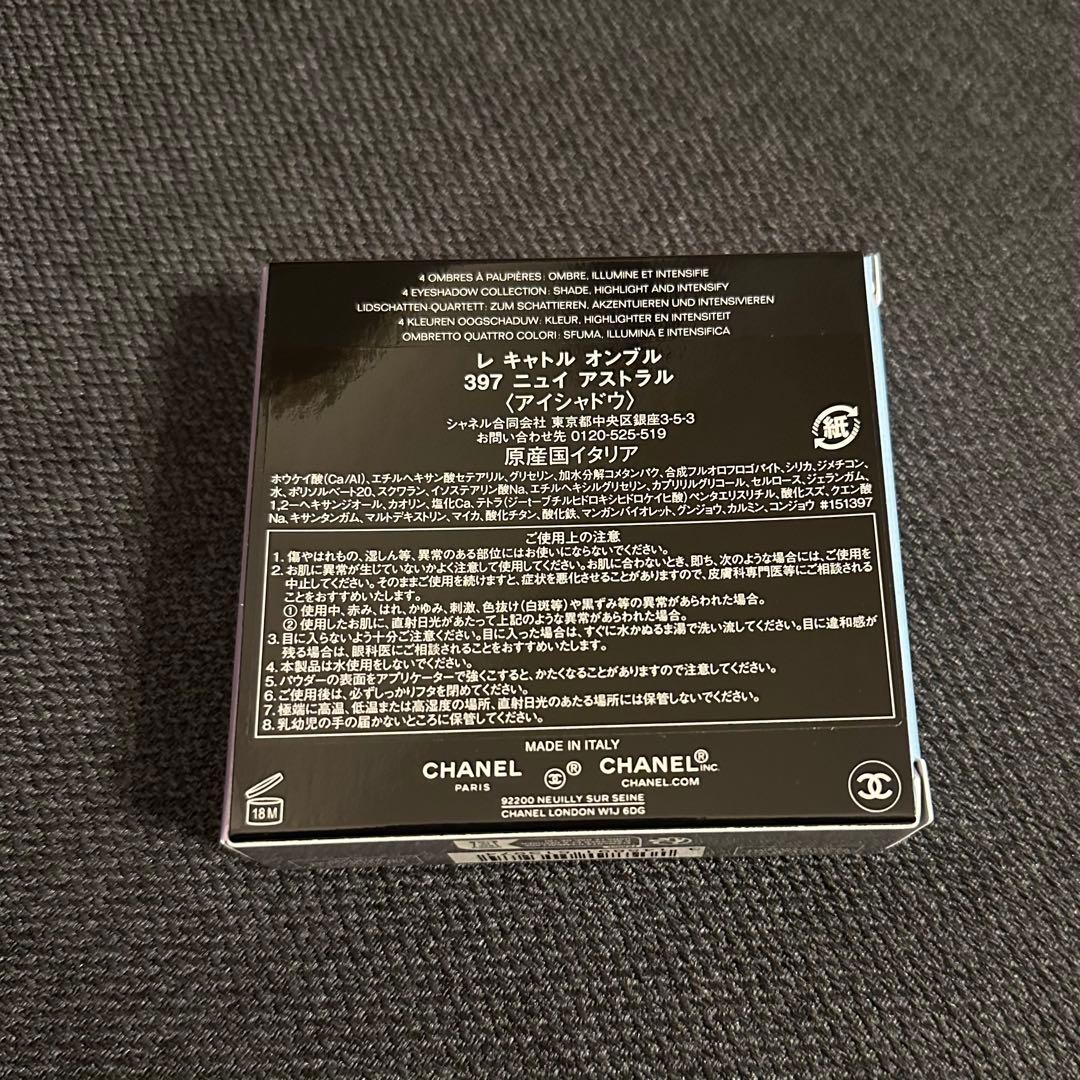 4 OMBRES À PAUPIÈRES : OMBRE, ILLUMINE ET INTENSIFIE
4 EYESHADOW COLLECTION : SHADE, HIGHLIGHT AND INTENSIFY
LIDSCHATTEN-QUARTETT : ZUM SCHATTIEREN, AKZENTUIEREN UND INTENSIVIEREN
4 KLEUREN OOGSCHADUW : KLEUR, HIGHLIGHTER EN INTENSITEIT
OMBRETTO QUATTRO COLORI : SFUMA, ILLUMINA E INTENSIFICA
レ キャトル オンブル
397 ニュイ アストラル
〈アイシャドウ〉
シャネル合同会社 東京都中央区銀座3-5-3
お問い合わせ先 0120-525-519
原産国イタリア
紙
ホウケイ酸(Ca/Al)、エチルヘキサン酸セテアリル、グリセリン、加水分解コメタンパク、合成フルオロフロゴパイト、シリカ、ジメチコン、
水、ポリソルベート20、スクワラン、イソステアリン酸Na、エチルヘキシルグリセリン、カプリリルグリコール、セルロース、ジェランガム、
1,2-ヘキサンジオール、カオリン、塩化Ca、テトラ(ジ-t-ブチルヒドロキシヒドロケイヒ酸)ペンタエリスリチル、酸化スズ、クエン酸
Na、キサンタンガム、マルトデキストリン、マイカ、酸化チタン、酸化鉄、マンガンバイオレット、グンジョウ、カルミン、コンジョウ #151397
ご使用上の注意
1. 傷やはれもの、湿しん等、異常のある部位にはお使いにならないでください。
2. お肌に異常が生じていないかよく注意して使用してください。お肌に合わないとき、即ち、次のような場合には、ご使用を
中止してください。そのままご使用を続けますと、症状を悪化させることがありますので、皮膚科専門医等にご相談される
ことをおすすめいたします。
① 使用中、赤み、はれ、かゆみ、刺激、色抜け(白斑等)や黒ずみ等の異常があらわれた場合。
② 使用したお肌に、直射日光があたって上記のような異常があらわれた場合。
3. 目に入らないよう十分ご注意ください。目に入った場合は、すぐに水かぬるま湯で洗い流してください。目に違和感が
残る場合は、眼科医にご相談されることをおすすめいたします。
4. 本製品は水使用をしないでください。
5. パウダーの表面をアプリケーターで強くこすると、かたくなることがありますので注意してください。
6. ご使用後は、必ずしっかりフタを閉めてください。
7. 極端に高温、低温または高湿度の場所、直射日光のあたる場所には保管しないでください。
8. 乳幼児の手の届かないところに保管してください。
MADE IN ITALY
CHANEL ® CHANEL® INC.
PARIS CHANEL.COM
92200 NEUILLY SUR SEINE
CHANEL LONDON W1J 6DG
18 M